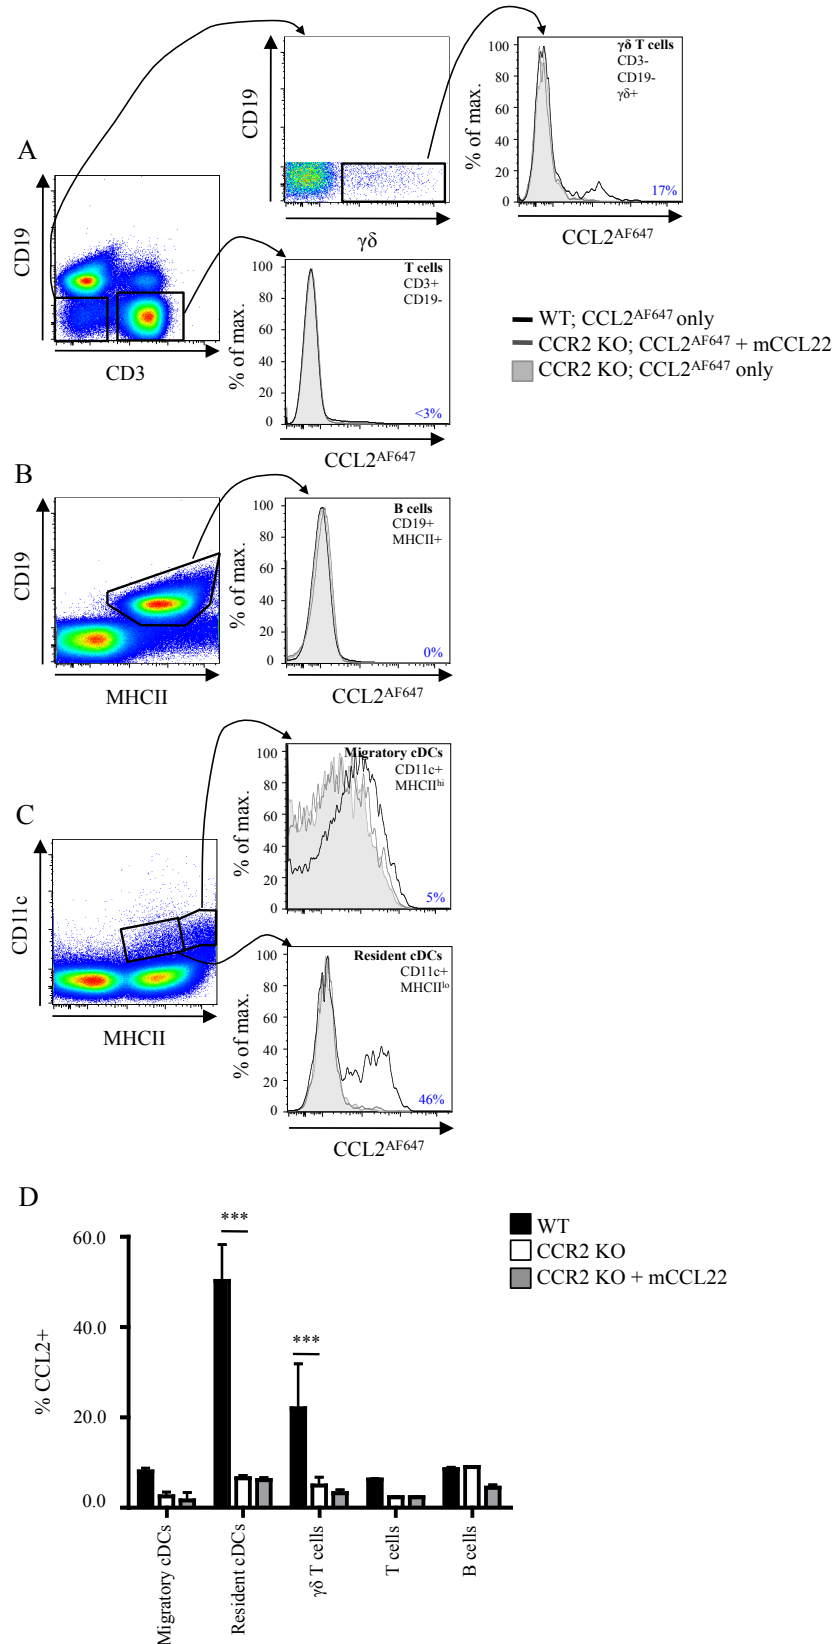 A
CD19
CD3
CD19
γδ
100
80
60
40
20
0
% of max.
γδ T cells
CD3-
CD19-
γδ+
17%
CCL2AF647
100
80
60
40
20
0
% of max.
T cells
CD3+
CD19-
<3%
CCL2AF647
WT; CCL2AF647 only
CCR2 KO; CCL2AF647 + mCCL22
CCR2 KO; CCL2AF647 only
B
CD19
MHCII
100
80
60
40
20
0
% of max.
B cells
CD19+
MHCII+
0%
CCL2AF647
C
CD11c
MHCII
100
80
60
40
20
0
% of max.
Migratory cDCs
CD11c+
MHCIIhi
5%
100
80
60
40
20
0
% of max.
Resident cDCs
CD11c+
MHCIIlo
46%
CCL2AF647
D
% CCL2+
60.0
40.0
20.0
0.0
***
***
WT
CCR2 KO
CCR2 KO + mCCL22
Migratory cDCs
Resident cDCs
γδ T cells
T cells
B cells